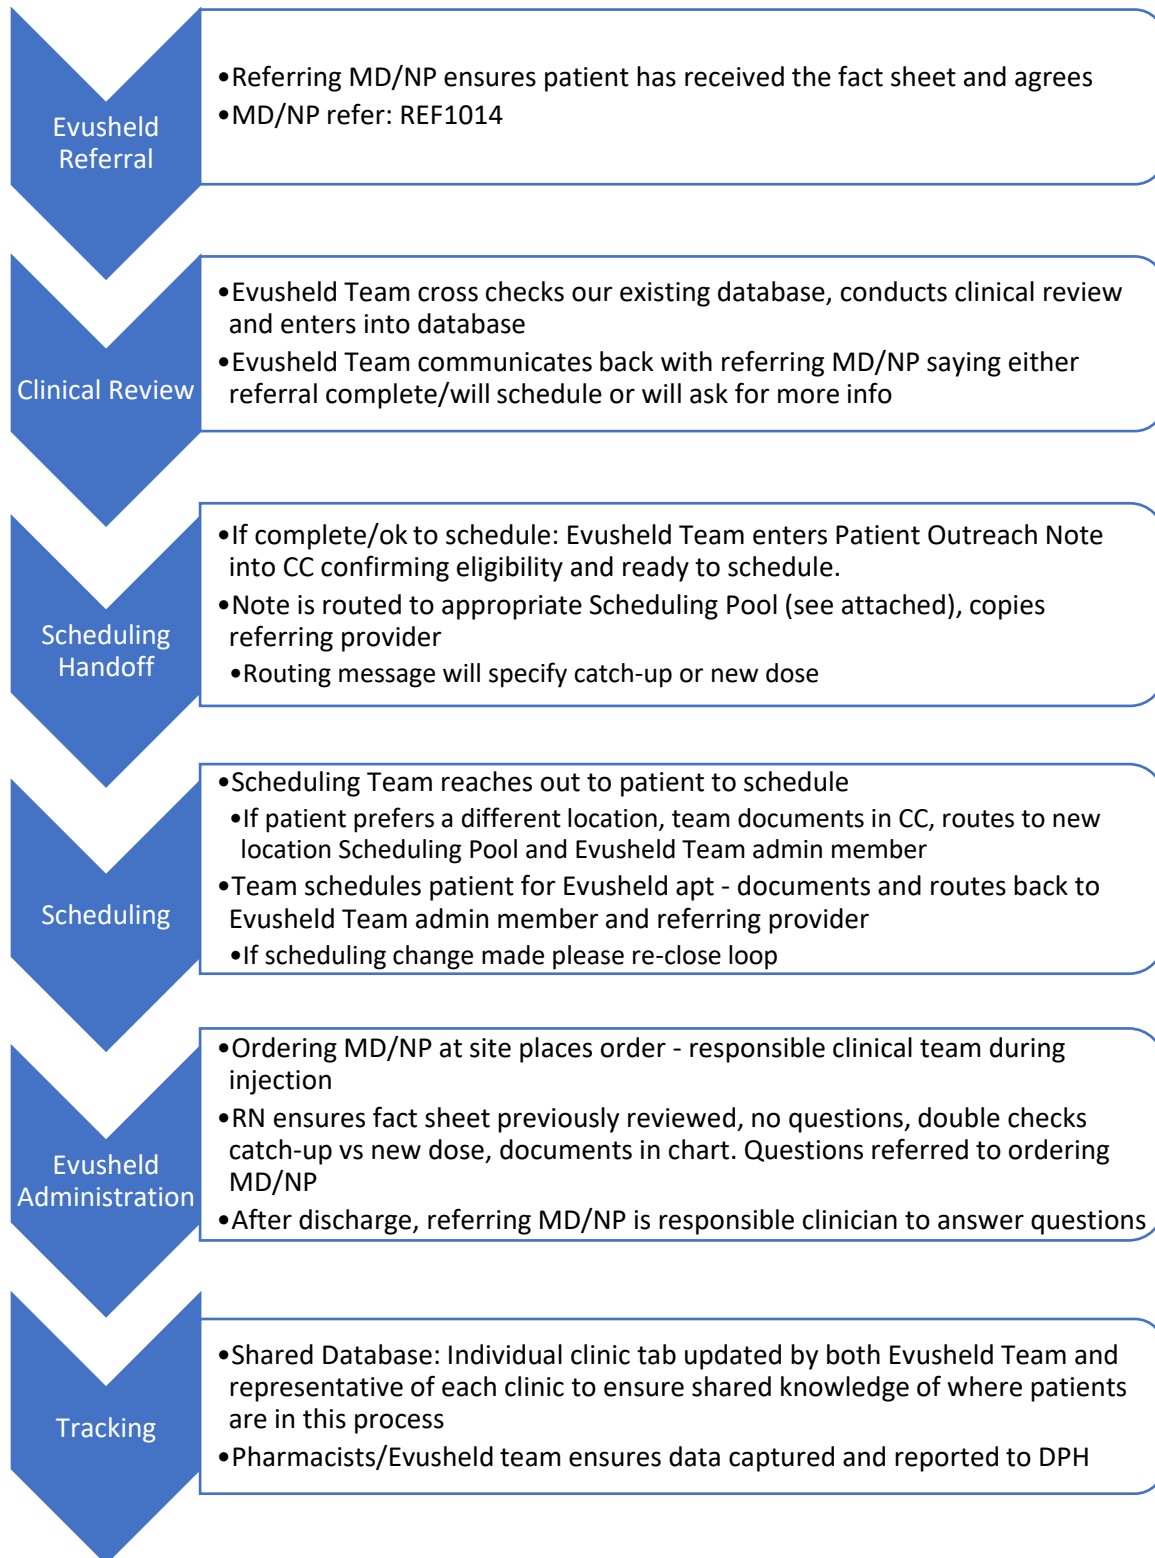 Evusheld
Referral
•Referring MD/NP ensures patient has received the fact sheet and agrees
•MD/NP refer: REF1014
Clinical Review
•Evusheld Team cross checks our existing database, conducts clinical review
and enters into database
•Evusheld Team communicates back with referring MD/NP saying either
referral complete/will schedule or will ask for more info
Scheduling
Handoff
•If complete/ok to schedule: Evusheld Team enters Patient Outreach Note
into CC confirming eligibility and ready to schedule.
•Note is routed to appropriate Scheduling Pool (see attached), copies
referring provider
•Routing message will specify catch-up or new dose
Scheduling
•Scheduling Team reaches out to patient to schedule
•If patient prefers a different location, team documents in CC, routes to new
location Scheduling Pool and Evusheld Team admin member
•Team schedules patient for Evusheld apt - documents and routes back to
Evusheld Team admin member and referring provider
•If scheduling change made please re-close loop
Evusheld
Administration
•Ordering MD/NP at site places order - responsible clinical team during
injection
•RN ensures fact sheet previously reviewed, no questions, double checks
catch-up vs new dose, documents in chart. Questions referred to ordering
MD/NP
•After discharge, referring MD/NP is responsible clinician to answer questions
Tracking
•Shared Database: Individual clinic tab updated by both Evusheld Team and
representative of each clinic to ensure shared knowledge of where patients
are in this process
•Pharmacists/Evusheld team ensures data captured and reported to DPH